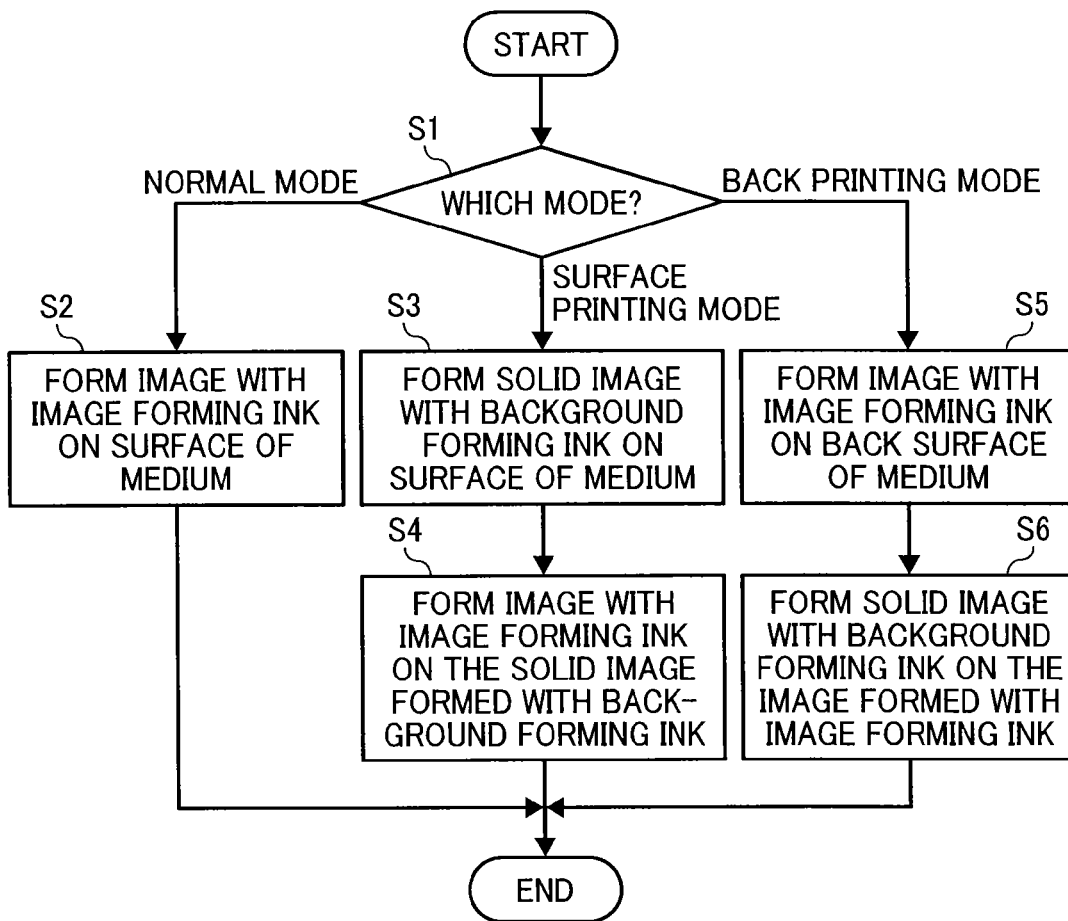 START
S1
NORMAL MODE
WHICH MODE?
BACK PRINTING MODE
SURFACE
PRINTING MODE
S2
FORM IMAGE WITH
IMAGE FORMING INK
ON SURFACE OF
MEDIUM
S3
FORM SOLID IMAGE
WITH BACKGROUND
FORMING INK ON
SURFACE OF MEDIUM
S5
FORM IMAGE WITH
IMAGE FORMING INK
ON BACK SURFACE
OF MEDIUM
S4
FORM IMAGE WITH
IMAGE FORMING INK
ON THE SOLID IMAGE
FORMED WITH BACK-
GROUND FORMING INK
S6
FORM SOLID IMAGE
WITH BACKGROUND
FORMING INK ON THE
IMAGE FORMED WITH
IMAGE FORMING INK
END